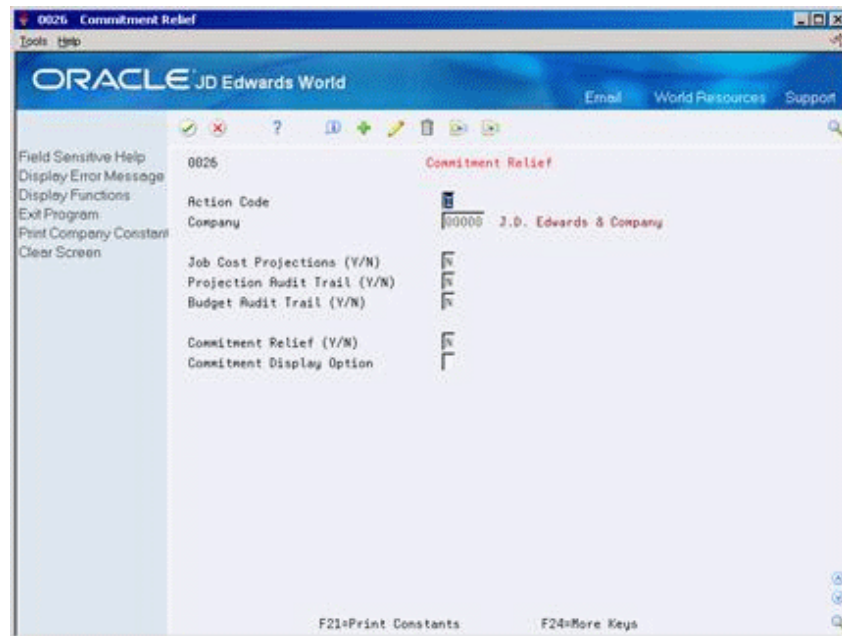 0026 Commitment Relief
Tools Help
ORACLE JD Edwards World
Email World Resources Support
Field Sensitive Help
Display Error Message
Display Functions
Exit Program
Print Company Constant
Clear Screen
0026 Commitment Relief
Action Code
Company 00000 J.D. Edwards & Company
Job Cost Projections (Y/N) N
Projection Audit Trail (Y/N) N
Budget Audit Trail (Y/N) N
Commitment Relief (Y/N) N
Commitment Display Option
F21=Print Constants F24=More Keys